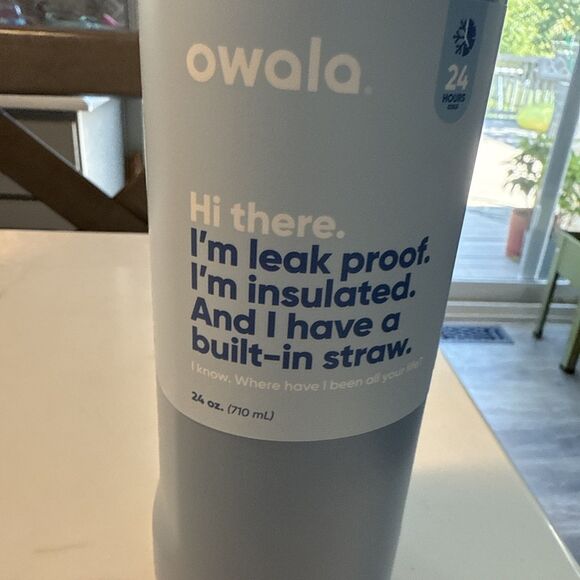 owala.
24
HOURS
COLD
Hi there.
I'm leak proof.
I'm insulated.
And I have a
built-in straw.
I know. Where have I been all your life?
24 oz. (710 mL)